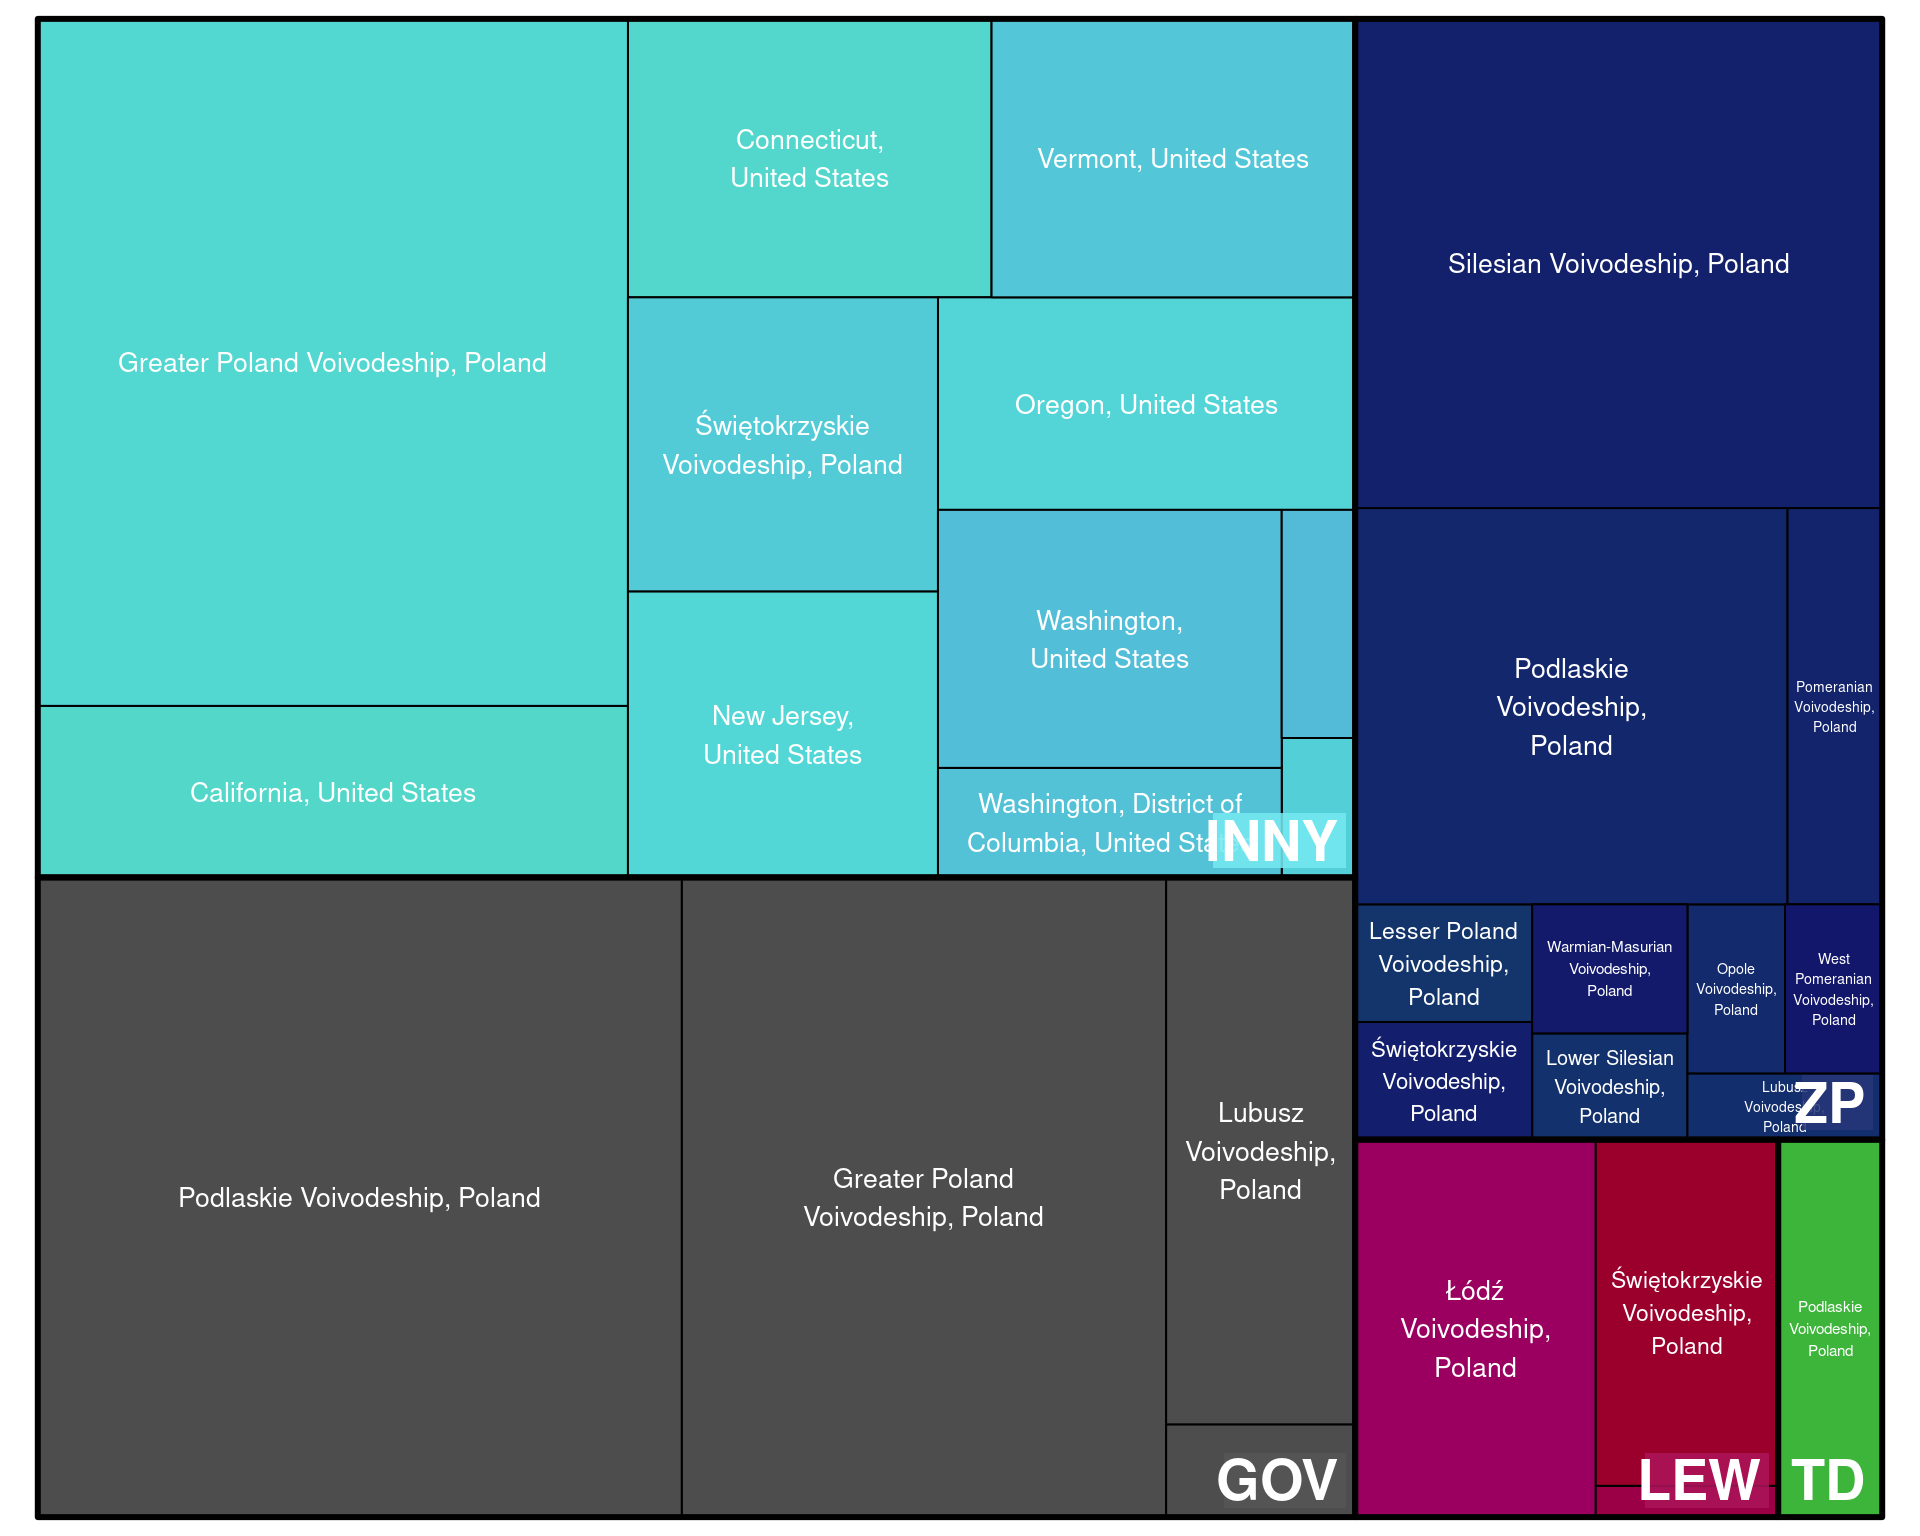 Greater Poland Voivodeship, Poland
California, United States
Connecticut,
United States
Vermont, United States
Świętokrzyskie
Voivodeship, Poland
Oregon, United States
New Jersey,
United States
Washington,
United States
Washington, District of
Columbia, United States
INNY
Podlaskie Voivodeship, Poland
Greater Poland
Voivodeship, Poland
Lubusz
Voivodeship,
Poland
GOV
Silesian Voivodeship, Poland
Podlaskie
Voivodeship,
Poland
Pomeranian
Voivodeship,
Poland
Lesser Poland
Voivodeship,
Poland
Świętokrzyskie
Voivodeship,
Poland
Warmian-Masurian
Voivodeship,
Poland
Lower Silesian
Voivodeship,
Poland
Opole
Voivodeship,
Poland
West
Pomeranian
Voivodeship,
Poland
Lubusz
Voivodeship,
Poland
ZP
Łódź
Voivodeship,
Poland
Świętokrzyskie
Voivodeship,
Poland
LEW
Podlaskie
Voivodeship,
Poland
TD